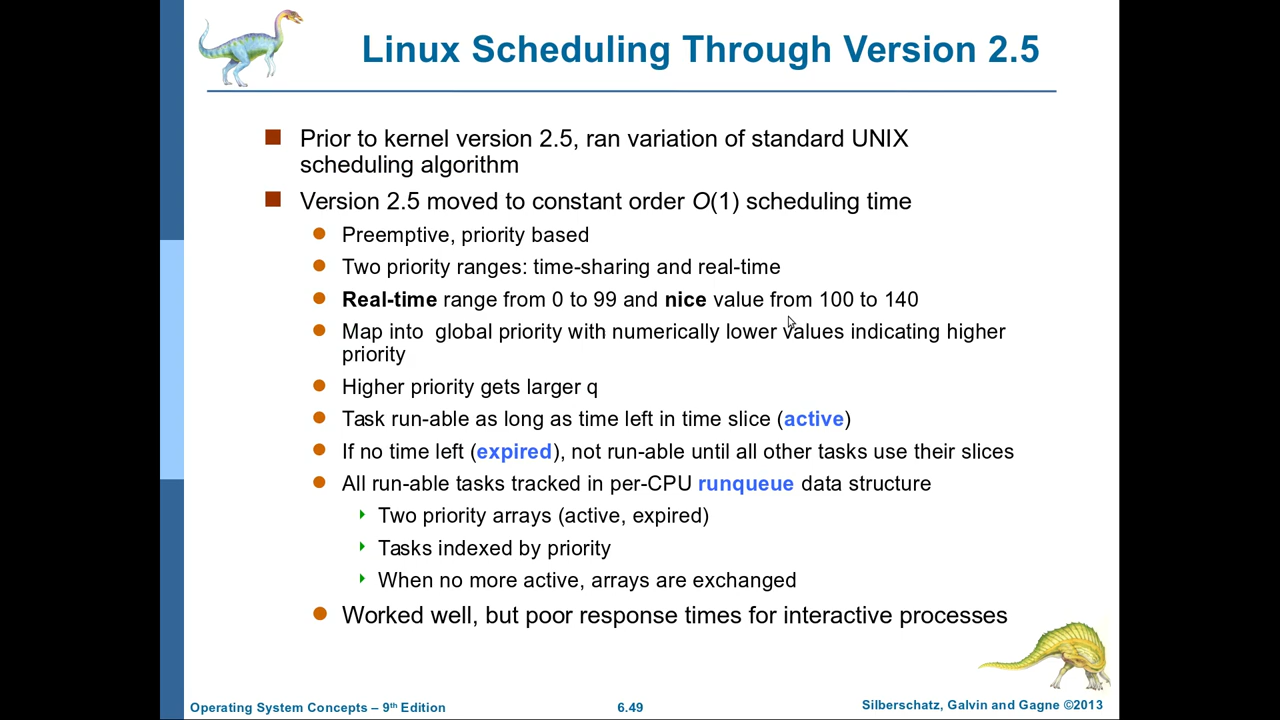 Linux Scheduling Through Version 2.5
Prior to kernel version 2.5, ran variation of standard UNIX
scheduling algorithm
Version 2.5 moved to constant order O(1) scheduling time
Preemptive, priority based
Two priority ranges: time-sharing and real-time
Real-time range from 0 to 99 and nice value from 100 to 140
Map into  global priority with numerically lower values indicating higher
priority
Higher priority gets larger q
Task run-able as long as time left in time slice (active)
If no time left (expired), not run-able until all other tasks use their slices
All run-able tasks tracked in per-CPU runqueue data structure
Two priority arrays (active, expired)
Tasks indexed by priority
When no more active, arrays are exchanged
Worked well, but poor response times for interactive processes
Operating System Concepts – 9th Edition
6.49
Silberschatz, Galvin and Gagne ©2013